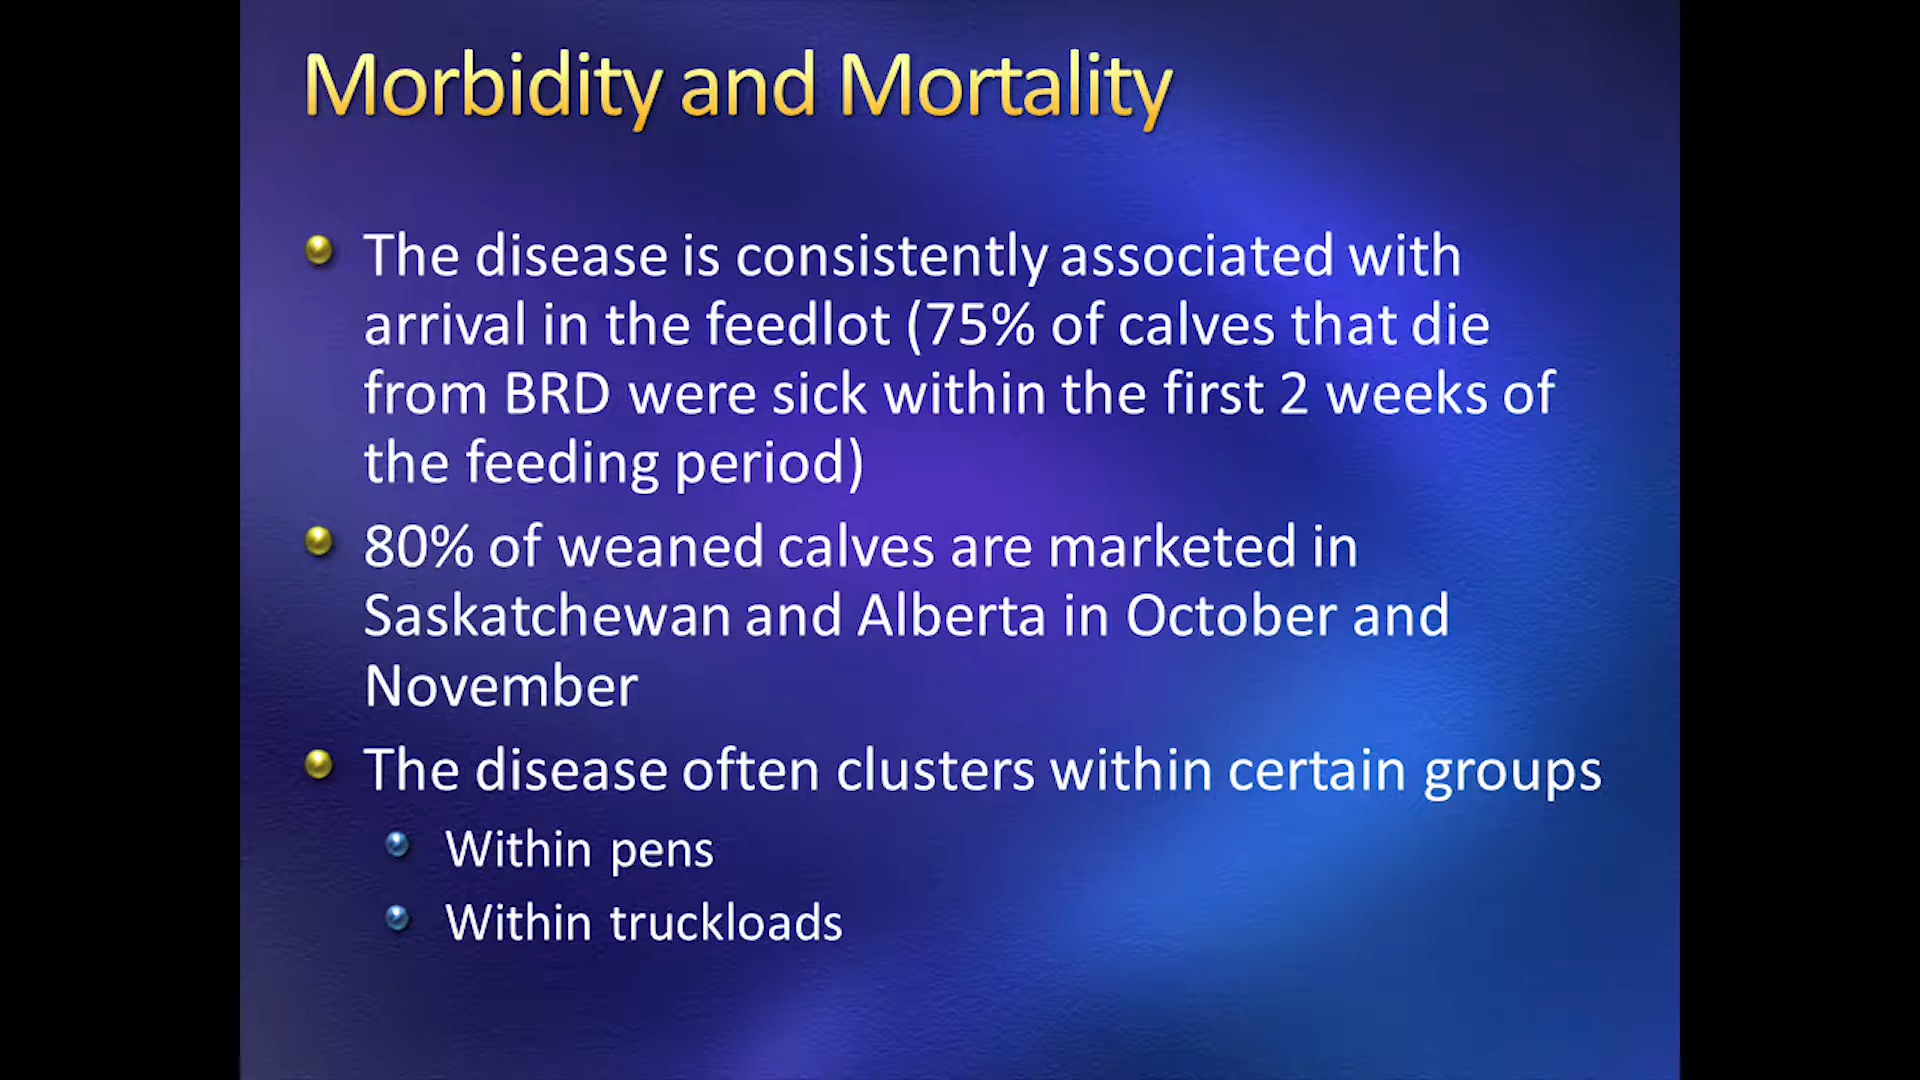 Morbidity and Mortality
The disease is consistently associated with
arrival in the feedlot (75% of calves that die
from BRD were sick within the first 2 weeks of
the feeding period)
80% of weaned calves are marketed in
Saskatchewan and Alberta in October and
November
The disease often clusters within certain groups
Within pens
Within truckloads